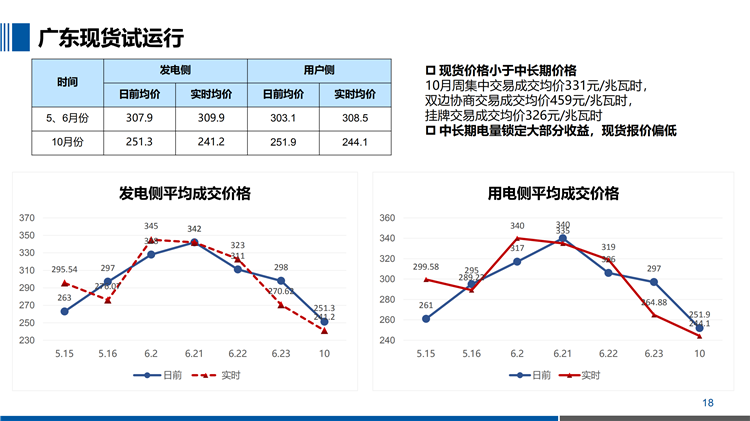 广东现货试运行
时间
发电侧
用户侧
日前均价
实时均价
日前均价
实时均价
5、6月份
307.9
309.9
303.1
308.5
10月份
251.3
241.2
251.9
244.1
现货价格小于中长期价格
10月周集中交易成交均价331元/兆瓦时，
双边协商交易成交均价459元/兆瓦时，
挂牌交易成交均价326元/兆瓦时
中长期电量锁定大部分收益，现货报价偏低
发电侧平均成交价格
370
350
330
310
290
270
250
230
295.54
263
297
345
342
323
311
298
270.62
251.3
241.2
5.15
5.16
6.2
6.21
6.22
6.23
10
日前
实时
用电侧平均成交价格
360
340
320
300
280
260
240
299.58
261
295
289.23
340
317
340
335
319
297
264.88
251.9
244.1
5.15
5.16
6.2
6.21
6.22
6.23
10
日前
实时
18